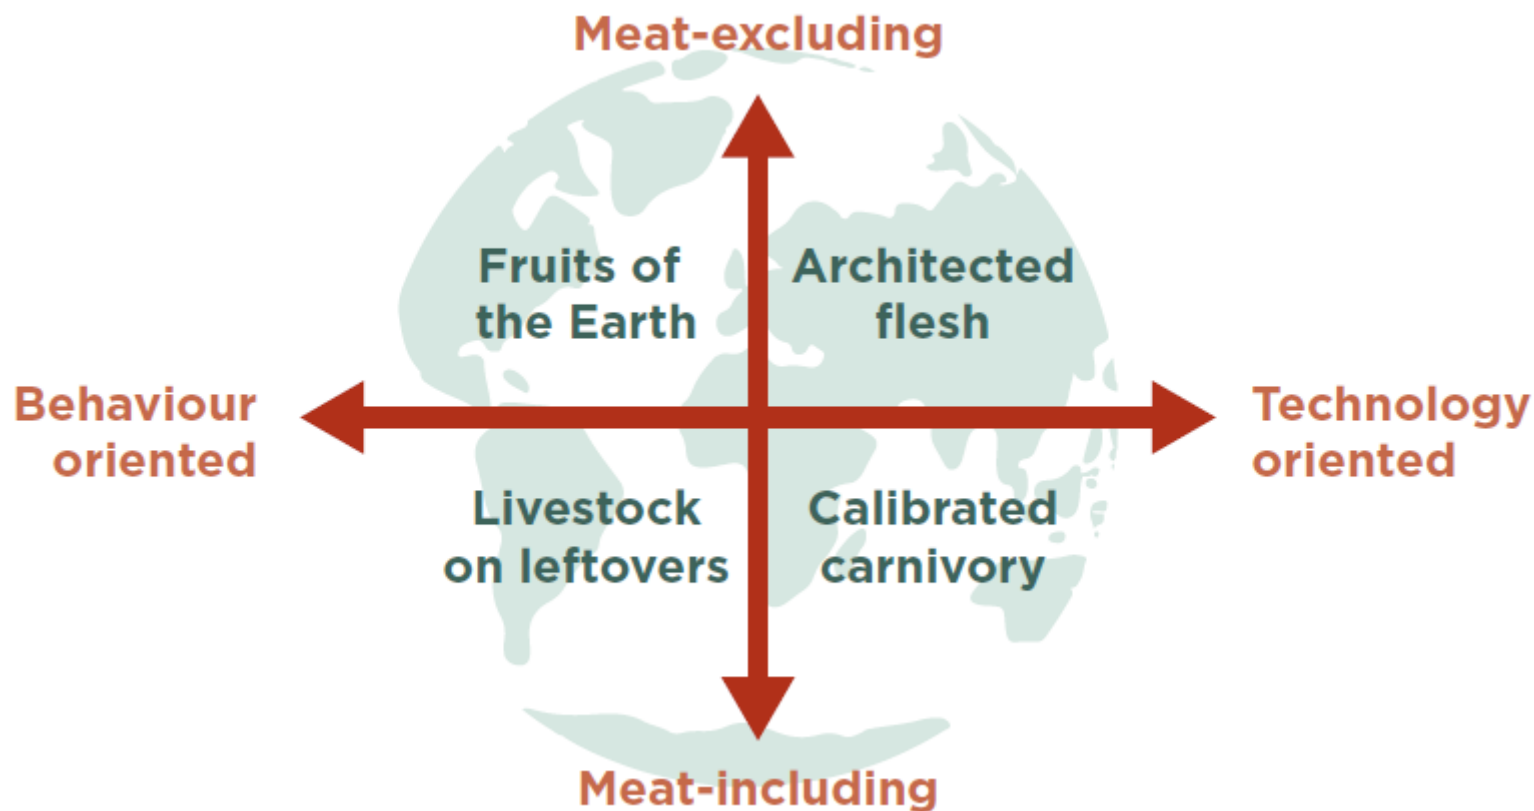 Meat-excluding
Fruits of
the Earth
Architected
flesh
Behaviour
oriented
Technology
oriented
Livestock
on leftovers
Calibrated
carnivory
Meat-including